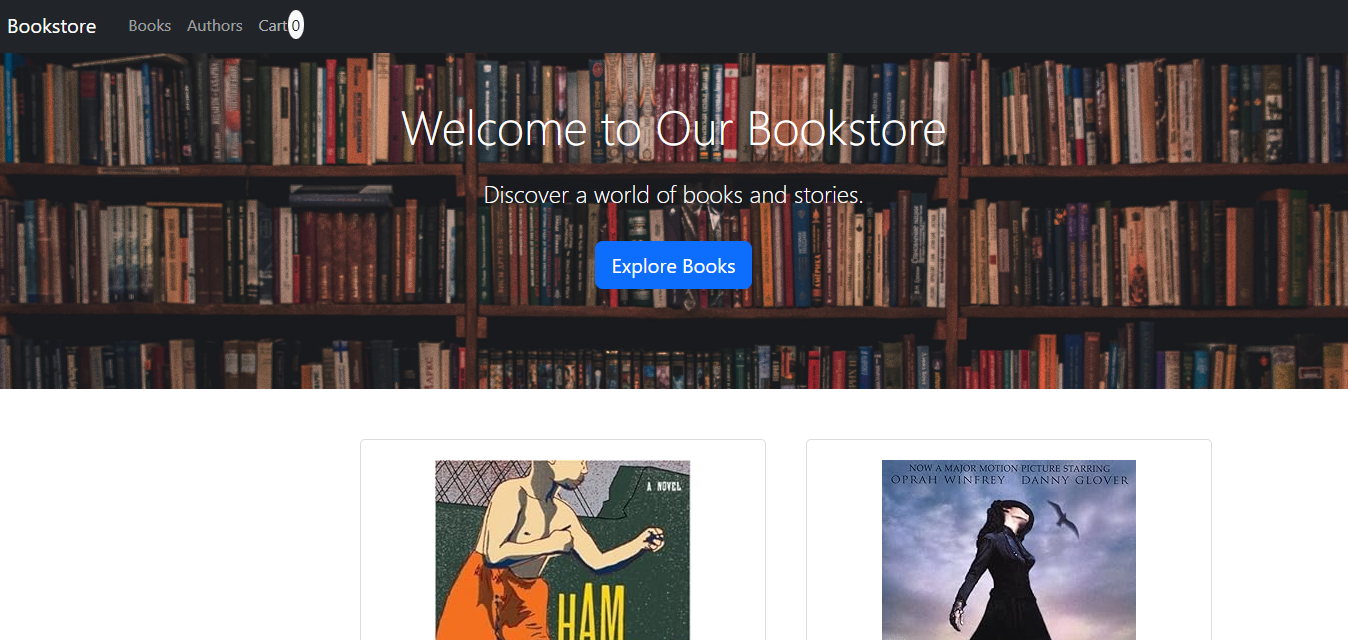 Bookstore Books Authors Cart 0
Welcome to Our Bookstore
Discover a world of books and stories.
Explore Books
A NOVEL
HAM
NOW A MAJOR MOTION PICTURE STARRING
OPRAH WINFREY DANNY GLOVER